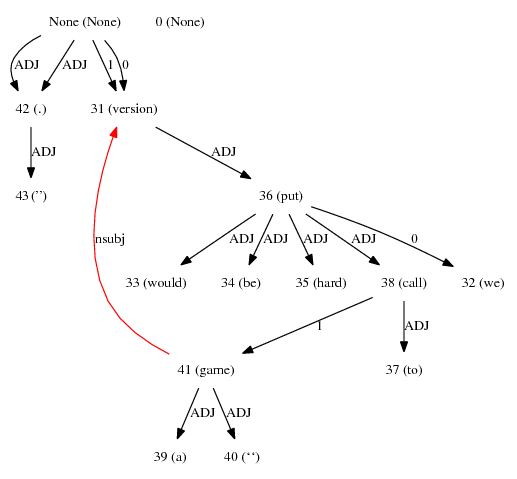 None (None) 0 (None)
ADJ ADJ 1 0
42 (.) 31 (version)
ADJ ADJ
43 ('') 36 (put)
nsubj ADJ ADJ ADJ ADJ 0
33 (would) 34 (be) 35 (hard) 38 (call) 32 (we)
1 ADJ
41 (game) 37 (to)
ADJ ADJ
39 (a) 40 (‘‘)